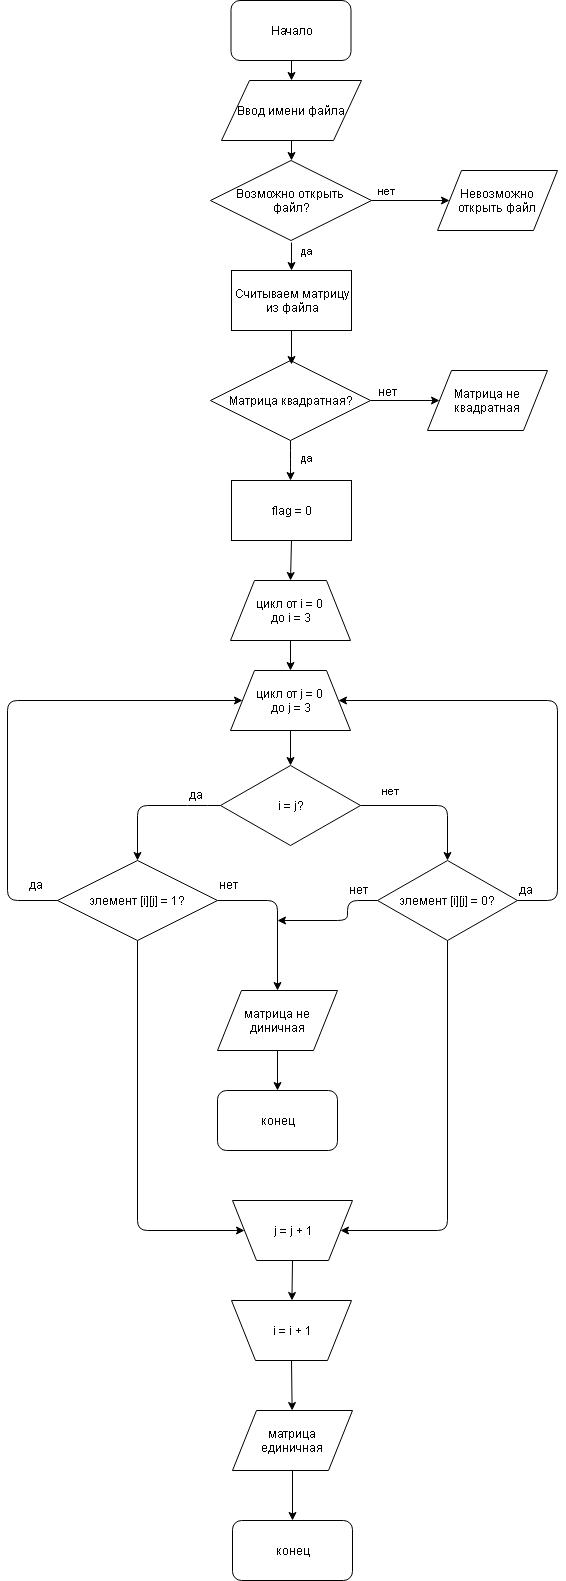 Начало
Ввод имени файла
Возможно открыть
файл?
нет
Невозможно
открыть файл
да
Считываем матрицу
из файла
Матрица квадратная?
нет
Матрица не
квадратная
да
flag = 0
цикл от i = 0
до i = 3
цикл от j = 0
до j = 3
i = j?
да
нет
да
элемент [i][j] = 1?
нет
нет
элемент [i][j] = 0?
да
матрица не
диничная
конец
j = j + 1
i = i + 1
матрица
единичная
конец